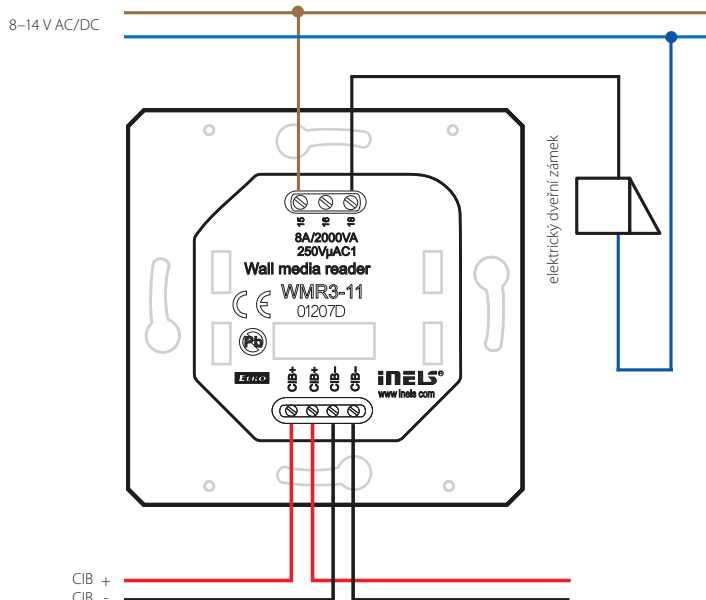 8–14 V AC/DC
elektrický dveřní zámek
15 16 18
8A/2000VA
250VµAC1
Wall media reader
WMR3-11
01207D
CE
Pb
ELKO
CIB+ CIB+ CIB– CIB–
iNELS®
www inels com
CIB +
CIB -